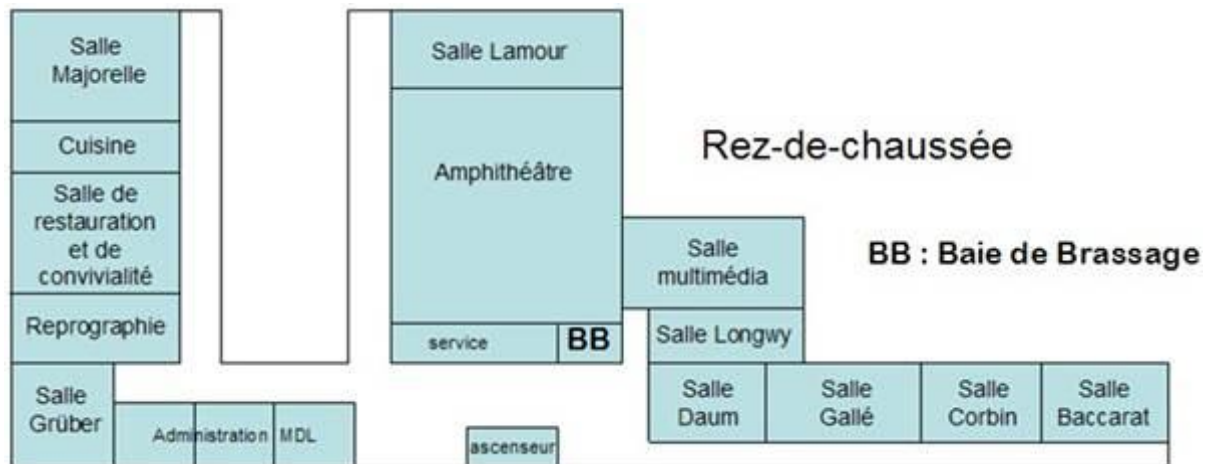 Salle
Majorelle
Cuisine
Salle de
restauration
et de
convivialité
Reprographie
Salle
Grüber
Administration
MDL
Salle Lamour
Amphithéâtre
service
BB
ascenseur
Rez-de-chaussée
BB : Baie de Brassage
Salle
multimédia
Salle Longwy
Salle
Daum
Salle
Gallé
Salle
Corbin
Salle
Baccarat